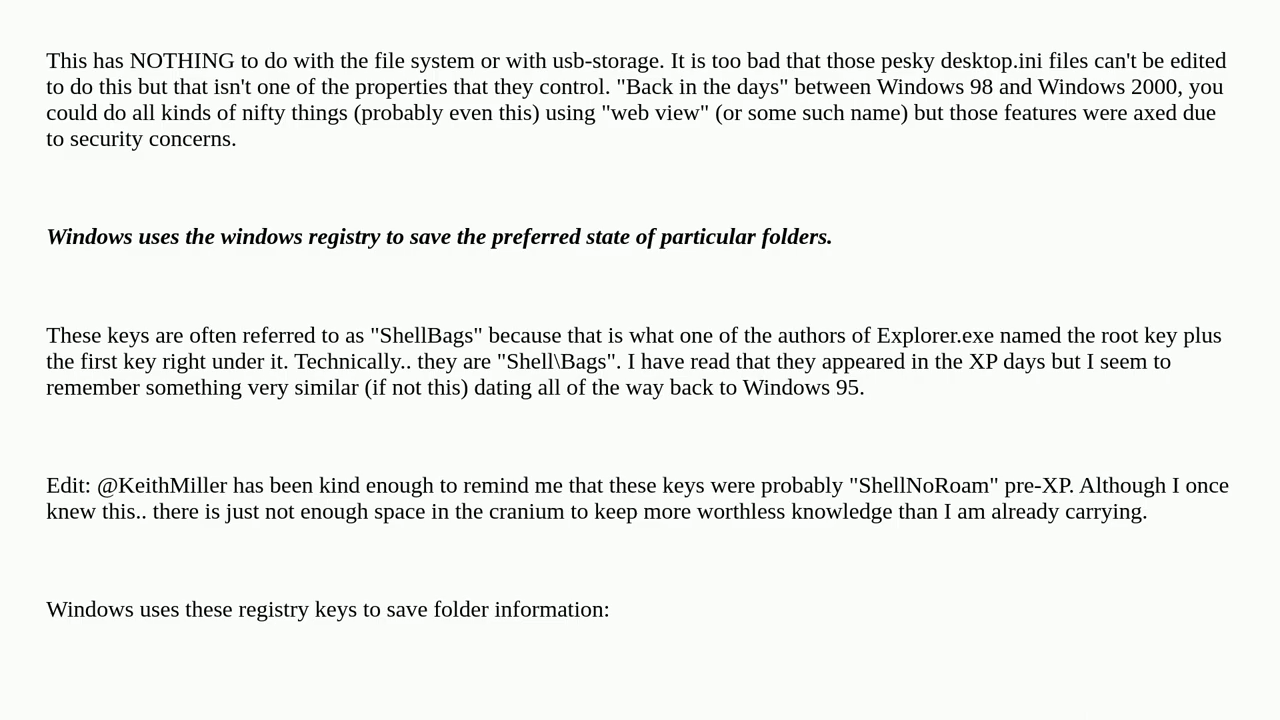 This has NOTHING to do with the file system or with usb-storage. It is too bad that those pesky desktop.ini files can't be edited
to do this but that isn't one of the properties that they control. "Back in the days" between Windows 98 and Windows 2000, you
could do all kinds of nifty things (probably even this) using "web view" (or some such name) but those features were axed due
to security concerns.
Windows uses the windows registry to save the preferred state of particular folders.
These keys are often referred to as "ShellBags" because that is what one of the authors of Explorer.exe named the root key plus
the first key right under it. Technically.. they are "Shell\Bags". I have read that they appeared in the XP days but I seem to
remember something very similar (if not this) dating all of the way back to Windows 95.
Edit: @KeithMiller has been kind enough to remind me that these keys were probably "ShellNoRoam" pre-XP. Although I once
knew this.. there is just not enough space in the cranium to keep more worthless knowledge than I am already carrying.
Windows uses these registry keys to save folder information: